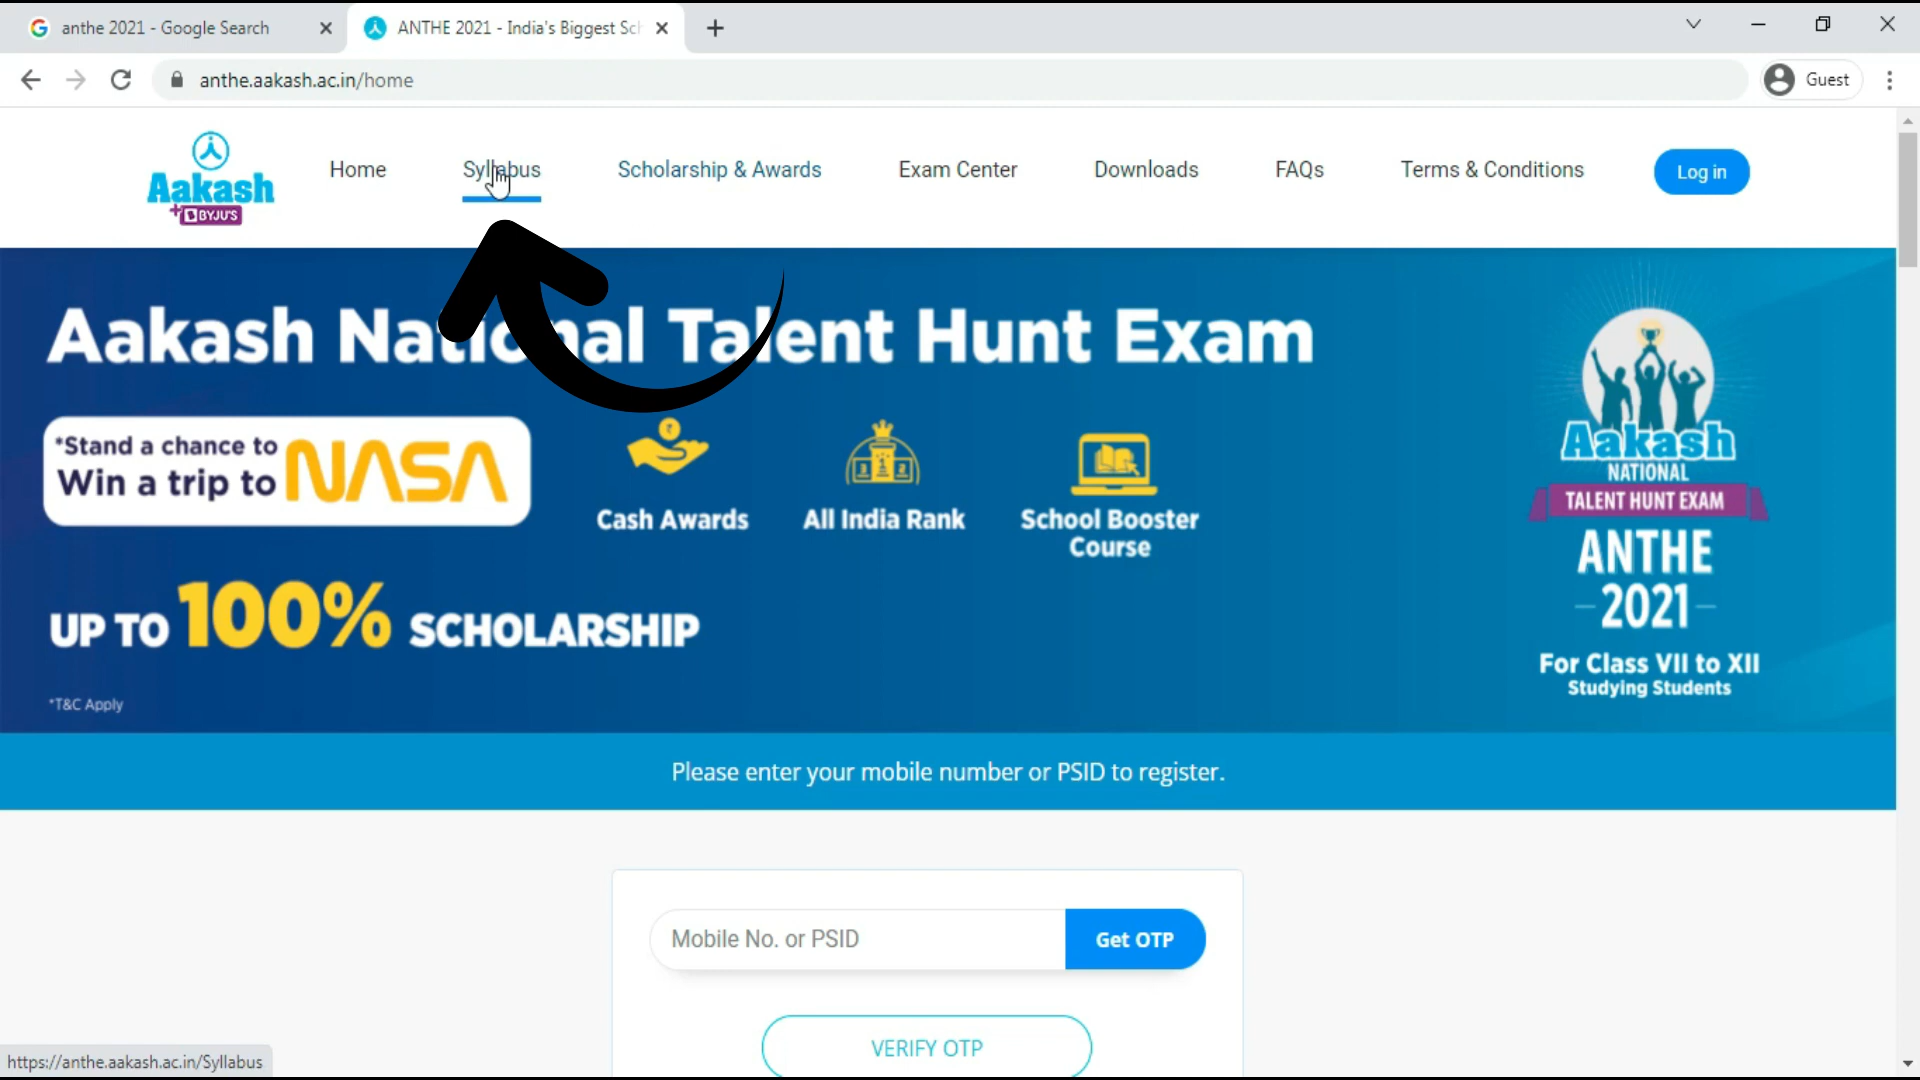 anthe 2021 - Google Search
ANTHE 2021 - India's Biggest Sch
anthe.aakash.ac.in/home
Guest
Aakash
+BYJU'S
Home
Syllabus
Scholarship & Awards
Exam Center
Downloads
FAQs
Terms & Conditions
Log in
Aakash National Talent Hunt Exam
*Stand a chance to
Win a trip to NASA
Cash Awards
All India Rank
School Booster
Course
UP TO 100% SCHOLARSHIP
*T&C Apply
Aakash
NATIONAL
TALENT HUNT EXAM
ANTHE
-2021-
For Class VII to XII
Studying Students
Please enter your mobile number or PSID to register.
Mobile No. or PSID
Get OTP
VERIFY OTP
https://anthe.aakash.ac.in/Syllabus